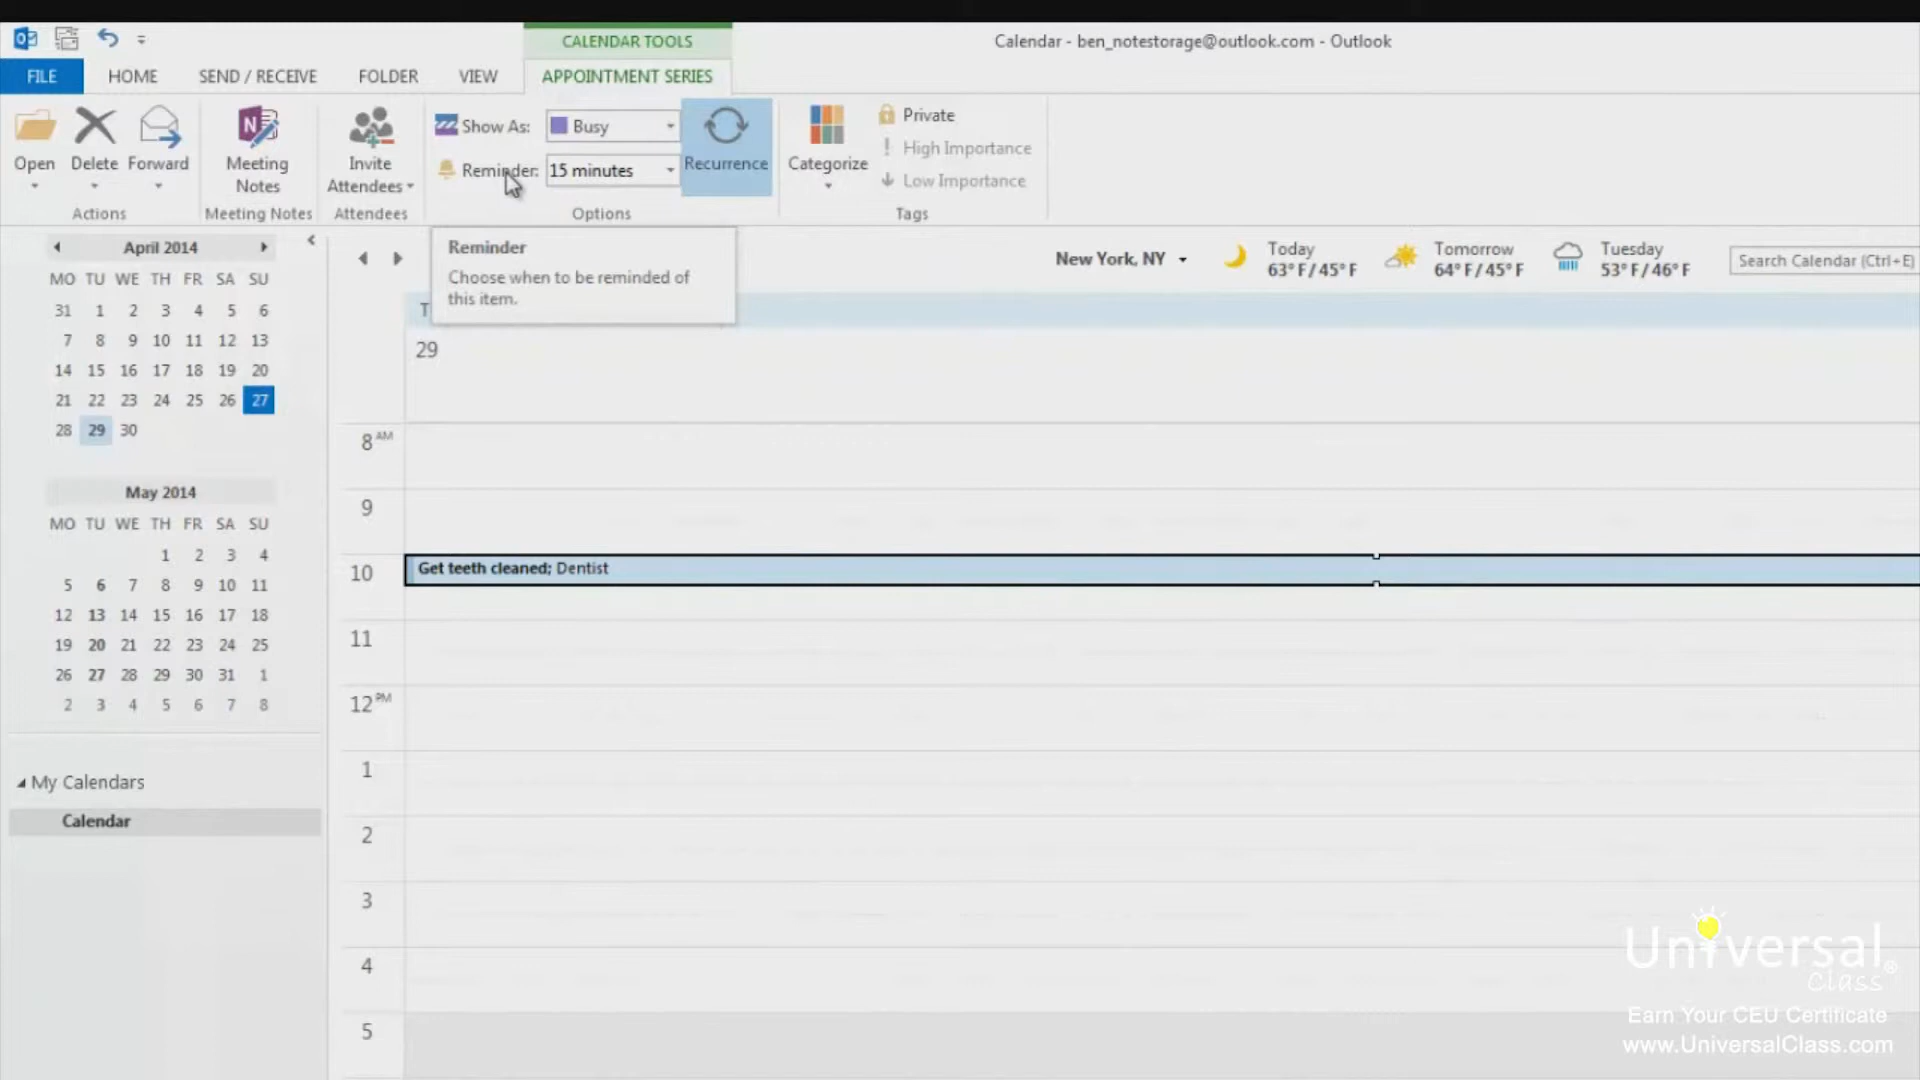 CALENDAR TOOLS
Calendar - ben_notestorage@outlook.com - Outlook
FILE HOME SEND / RECEIVE FOLDER VIEW APPOINTMENT SERIES
Open Delete Forward
Actions
Meeting Notes
Meeting Notes
Invite Attendees
Attendees
Show As: Busy
Reminder: 15 minutes
Recurrence
Options
Categorize
Private
High Importance
Low Importance
Tags
Reminder
Choose when to be reminded of
this item.
April 2014
MO TU WE TH FR SA SU
31 1 2 3 4 5 6
7 8 9 10 11 12 13
14 15 16 17 18 19 20
21 22 23 24 25 26 27
28 29 30
May 2014
MO TU WE TH FR SA SU
1 2 3 4
5 6 7 8 9 10 11
12 13 14 15 16 17 18
19 20 21 22 23 24 25
26 27 28 29 30 31 1
2 3 4 5 6 7 8
My Calendars
Calendar
New York, NY
Today
63° F / 45° F
Tomorrow
64° F / 45° F
Tuesday
53° F / 46° F
Search Calendar (Ctrl+E)
29
8 AM
9
10 Get teeth cleaned; Dentist
11
12 PM
1
2
3
4
5
Universal
Class®
Earn Your CEU Certificate
www.UniversalClass.com